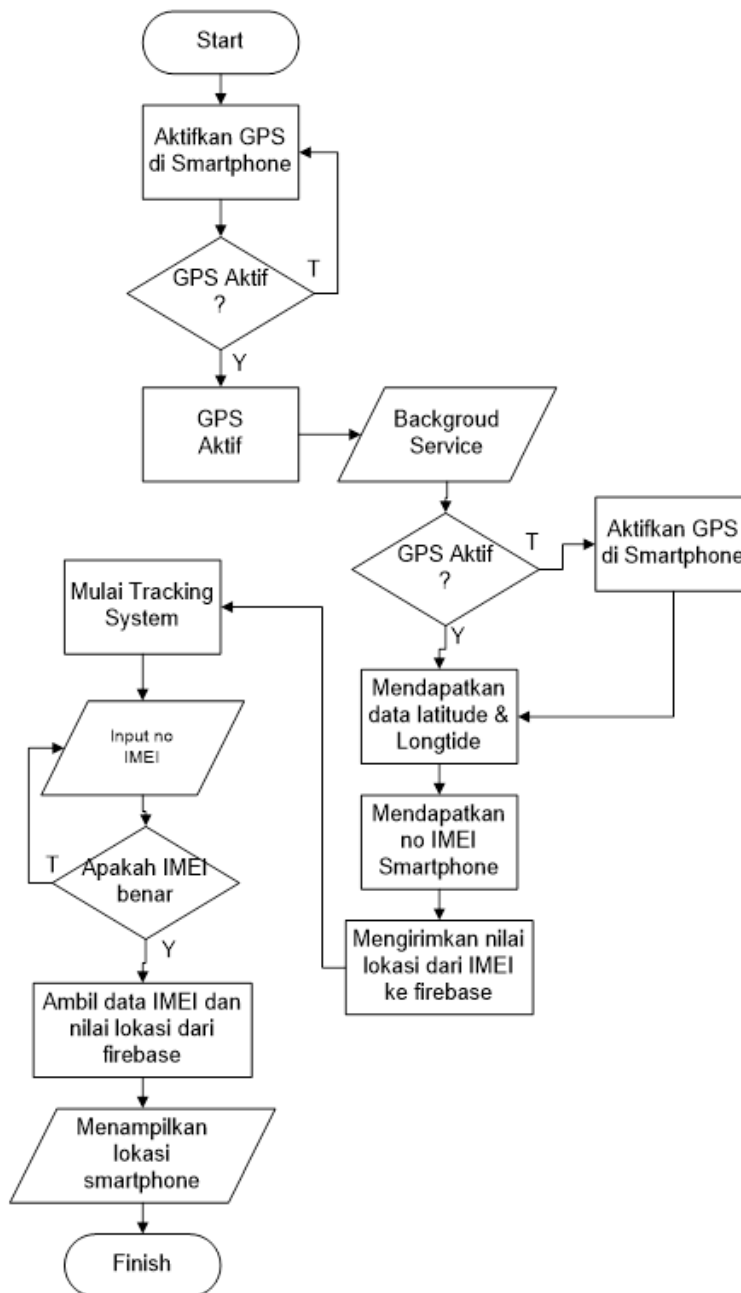 Start
Aktifkan GPS
di Smartphone
GPS Aktif
?
T
Y
GPS
Aktif
Backgroud
Service
GPS Aktif
?
T
Y
Aktifkan GPS
di Smartphone
Mendapatkan
data latitude &
Longtide
Mendapatkan
no IMEI
Smartphone
Mengirimkan nilai
lokasi dari IMEI
ke firebase
Mulai Tracking
System
Input no
IMEI
Apakah IMEI
benar
T
Y
Ambil data IMEI dan
nilai lokasi dari
firebase
Menampilkan
lokasi
smartphone
Finish